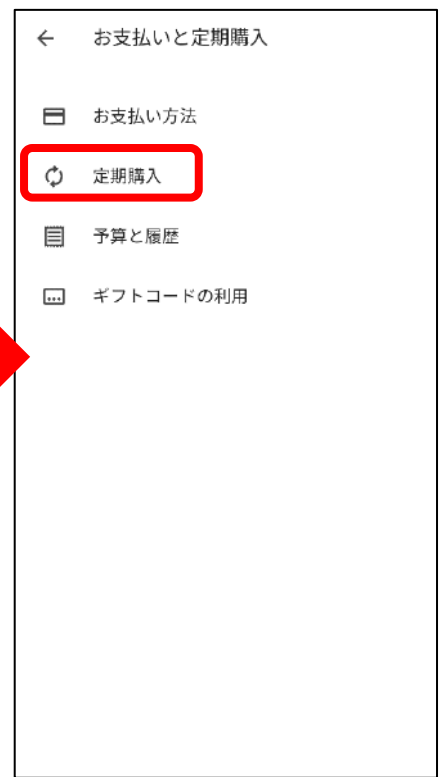 お支払いと定期購入
お支払い方法
定期購入
予算と履歴
ギフトコードの利用